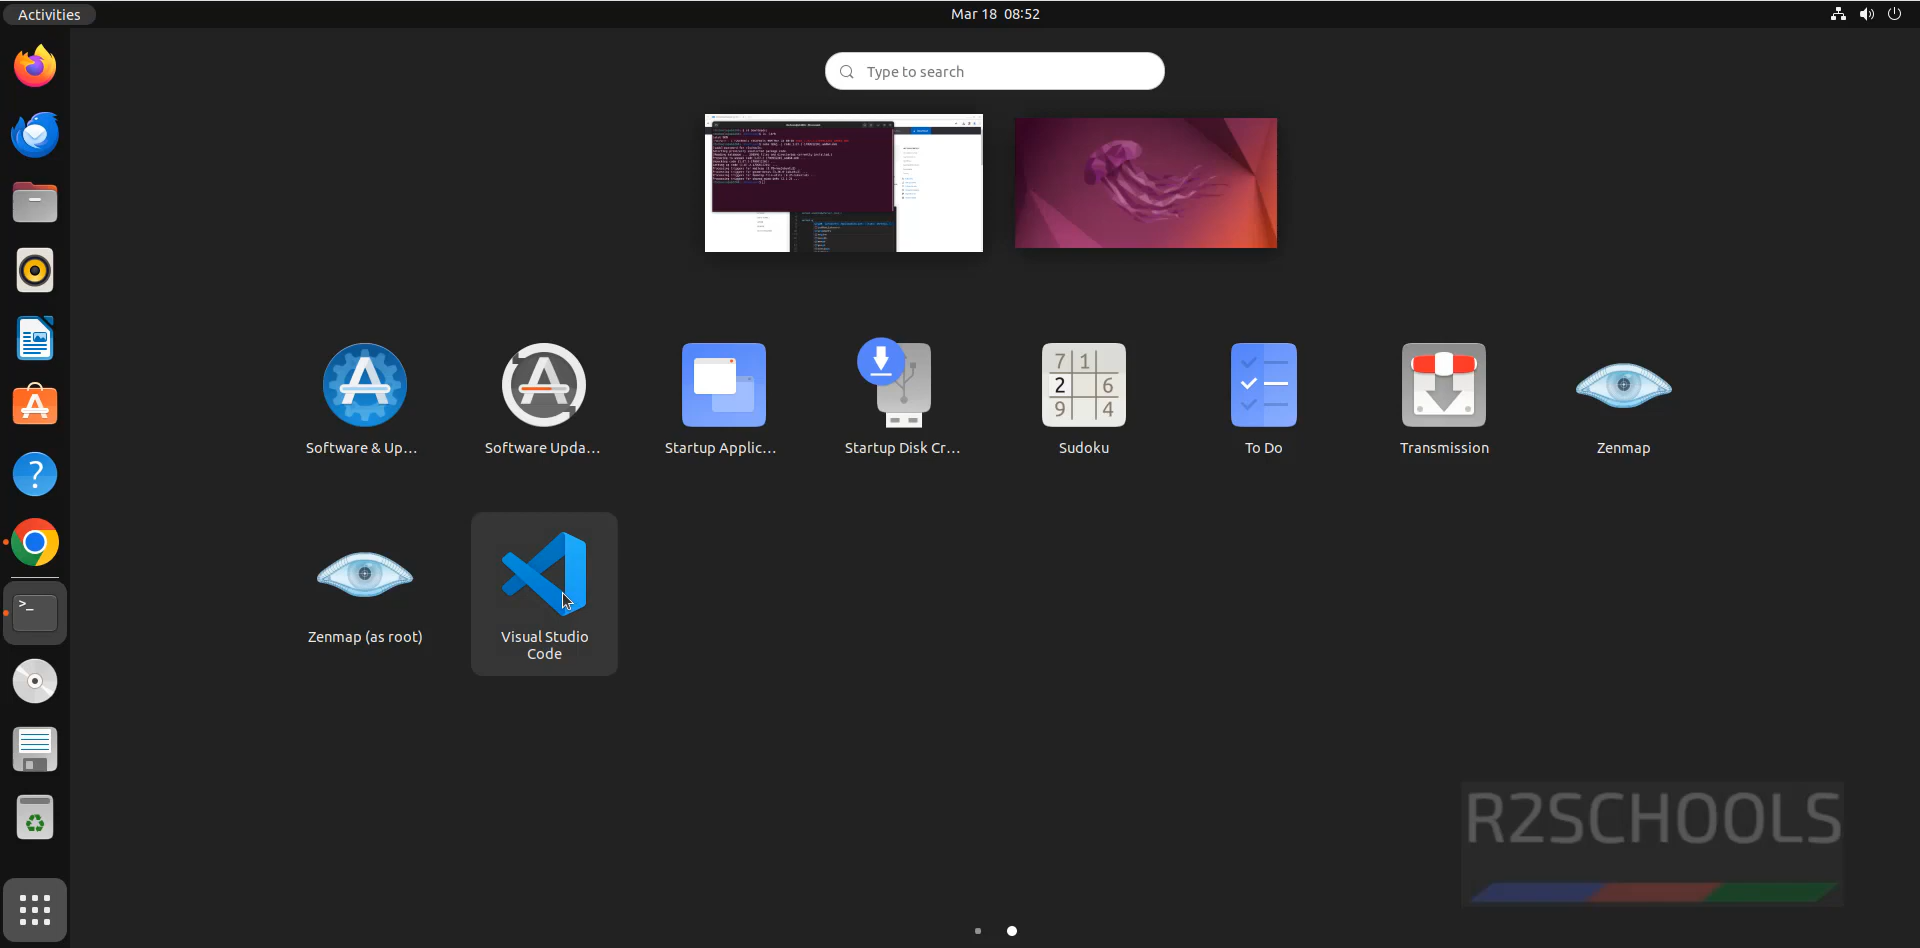 Activities
Mar 18 08:52
Type to search
7 1
2 6
9 4
Software & Up...
Software Upda...
Startup Applic...
Startup Disk Cr...
Sudoku
To Do
Transmission
Zenmap
Zenmap (as root)
Visual Studio
Code
R2SCHOOLS